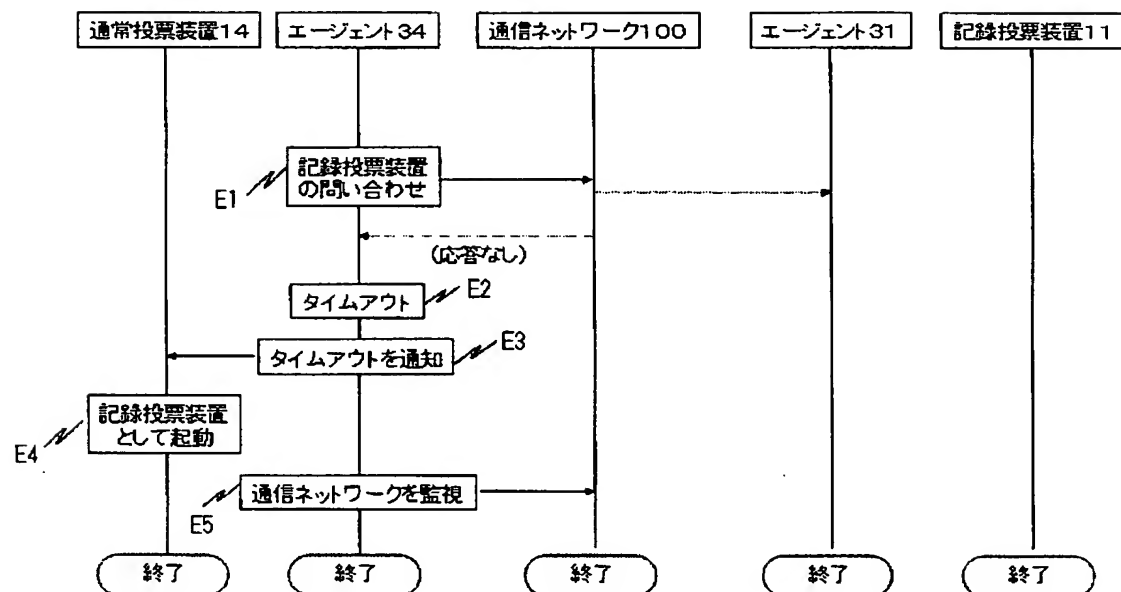 通常投票装置14
エージェント34
通信ネットワーク100
エージェント31
記録投票装置11
記録投票装置
の問い合わせ
E1
(応答なし)
タイムアウト
E2
タイムアウトを通知
E3
記録投票装置
として起動
E4
通信ネットワークを監視
E5
終了
終了
終了
終了
終了